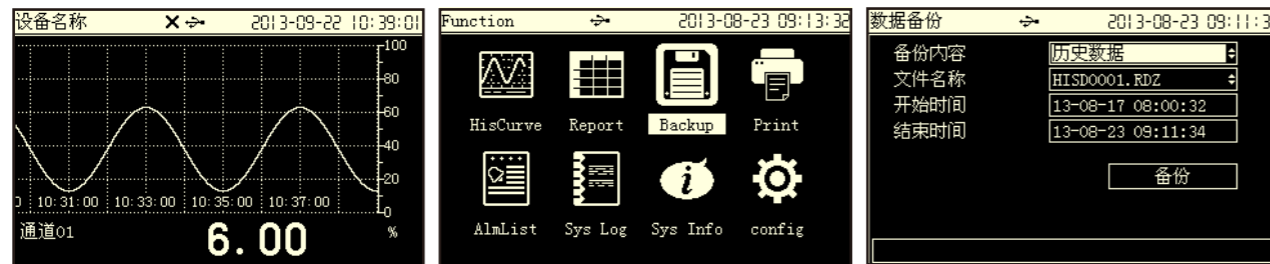 设备名称 2013-09-22 10:39:01
100
80
60
40
20
0
10:31:00 10:33:00 10:35:00 10:37:00
通道01 6.00 %
Function 2013-08-23 09:13:32
HisCurve Report Backup Print
AlmList Sys Log Sys Info config
数据备份 2013-08-23 09:11:3
备份内容 历史数据
文件名称 HISD0001.RDZ
开始时间 13-08-17 08:00:32
结束时间 13-08-23 09:11:34
备份